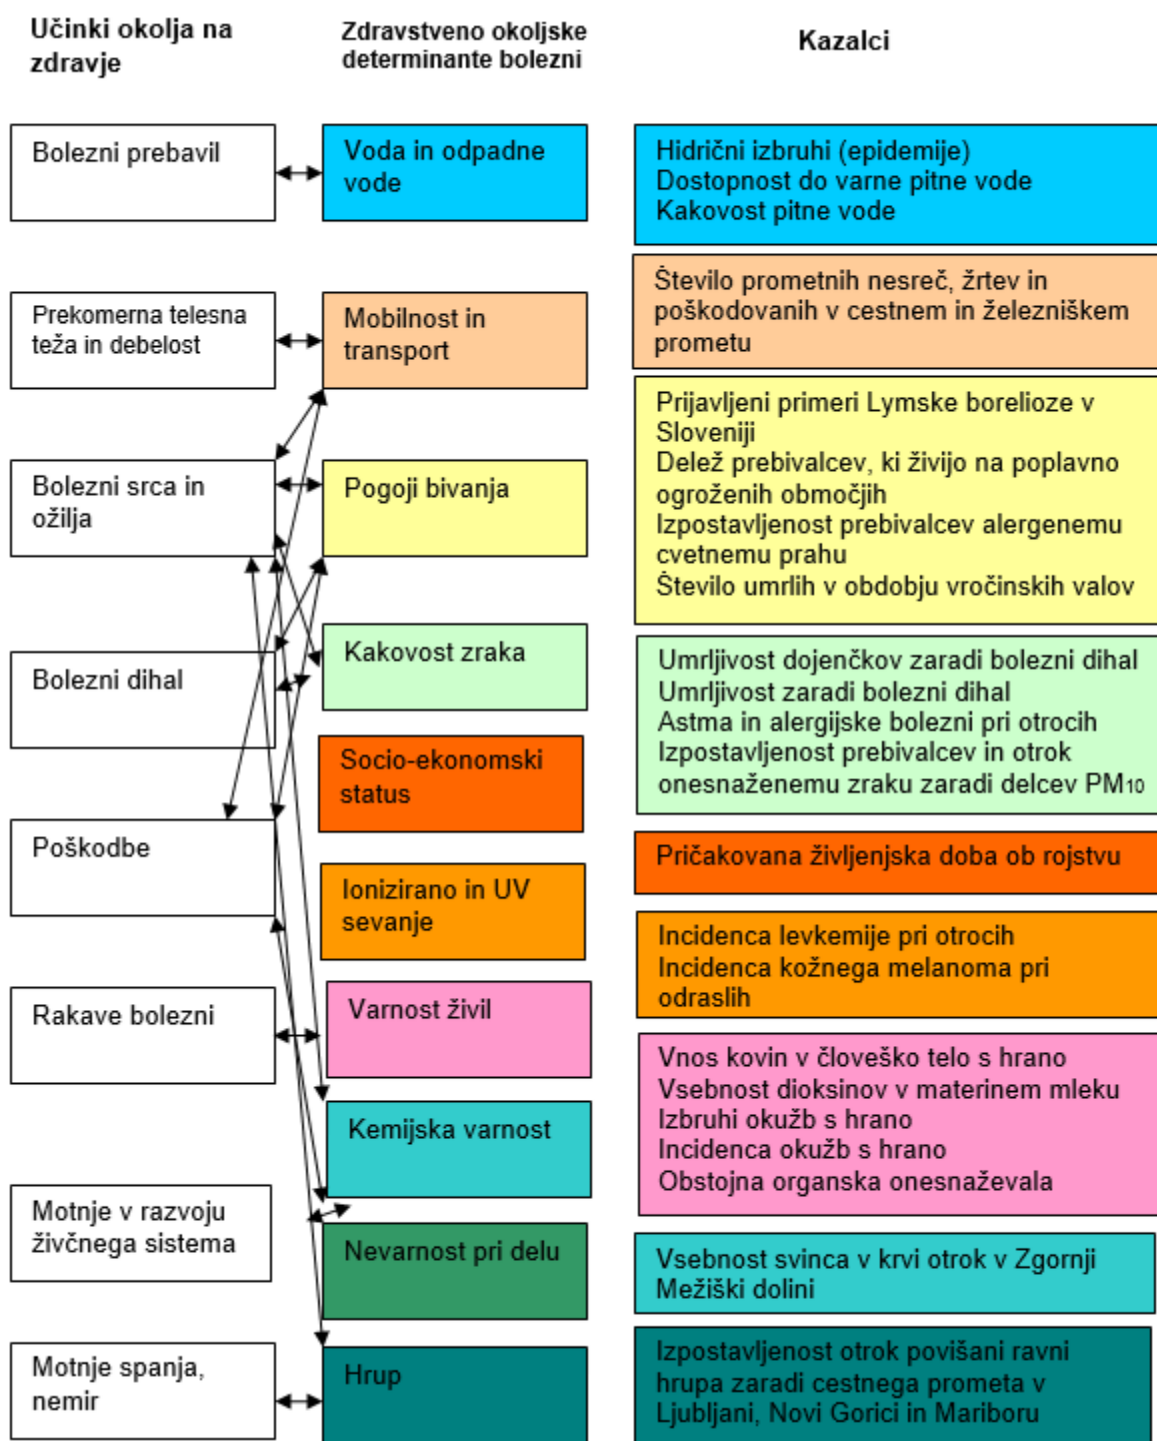 Učinki okolja na
zdravje
Zdravstveno okoljske
determinante bolezni
Kazalci
Bolezni prebavil
Voda in odpadne
vode
Hidrični izbruhi (epidemije)
Dostopnost do varne pitne vode
Kakovost pitne vode
Prekomerna telesna
teža in debelost
Mobilnost in
transport
Število prometnih nesreč, žrtev in
poškodovanih v cestnem in železniškem
prometu
Bolezni srca in
ožilja
Pogoji bivanja
Prijavljeni primeri Lymske borelioze v
Sloveniji
Delež prebivalcev, ki živijo na poplavno
ogroženih območjih
Izpostavljenost prebivalcev alergenemu
cvetnemu prahu
Število umrlih v obdobju vročinskih valov
Bolezni dihal
Kakovost zraka
Umrljivost dojenčkov zaradi bolezni dihal
Umrljivost zaradi bolezni dihal
Astma in alergijske bolezni pri otrocih
Izpostavljenost prebivalcev in otrok
onesnaženemu zraku zaradi delcev PM10
Socio-ekonomski
status
Pričakovana življenjska doba ob rojstvu
Poškodbe
Ionizirano in UV
sevanje
Incidenca levkemije pri otrocih
Incidenca kožnega melanoma pri
odraslih
Rakave bolezni
Varnost živil
Vnos kovin v človeško telo s hrano
Vsebnost dioksinov v materinem mleku
Izbruhi okužb s hrano
Incidenca okužb s hrano
Obstojna organska onesnaževala
Kemijska varnost
Vsebnost svinca v krvi otrok v Zgornji
Mežiški dolini
Motnje v razvoju
živčnega sistema
Nevarnost pri delu
Motnje spanja,
nemir
Hrup
Izpostavljenost otrok povišani ravni
hrupa zaradi cestnega prometa v
Ljubljani, Novi Gorici in Mariboru